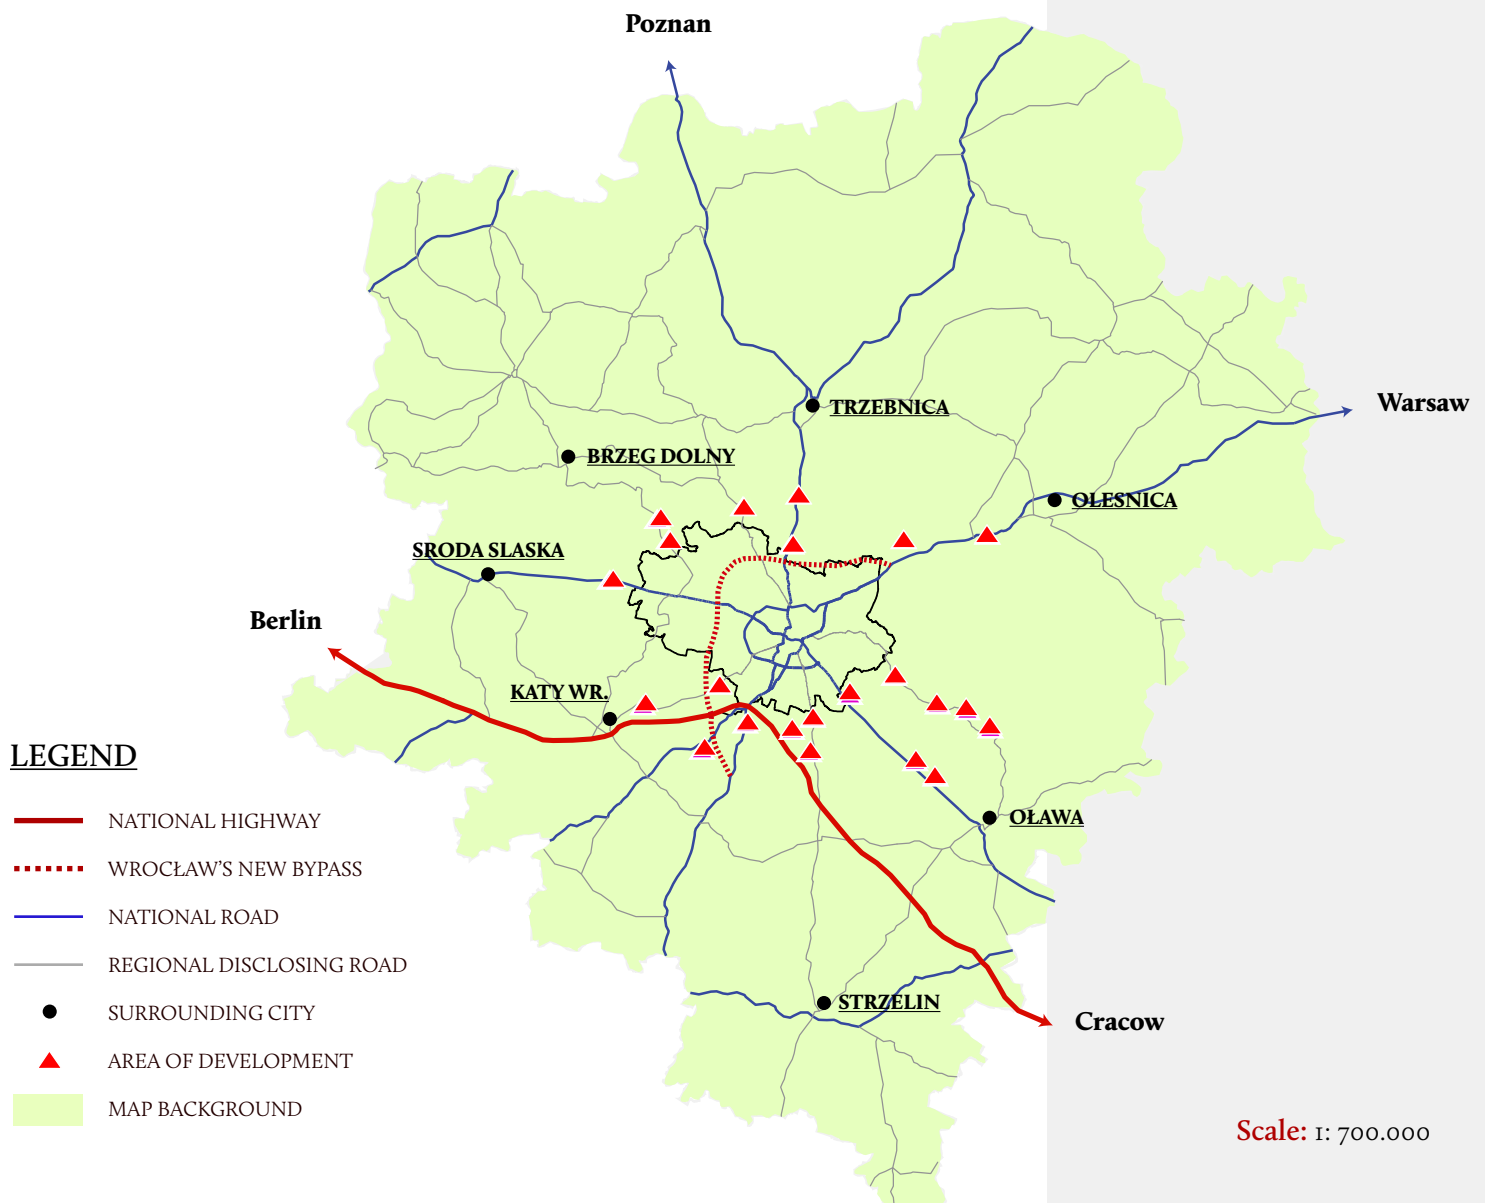 Poznan
Warsaw
TRZEBNICA
BRZEG DOLNY
OLESNICA
SRODA SLASKA
Berlin
KATY WR.
LEGEND
NATIONAL HIGHWAY
OŁAWA
WROCŁAW'S NEW BYPASS
NATIONAL ROAD
REGIONAL DISCLOSING ROAD
SURROUNDING CITY
STRZELIN
Cracow
AREA OF DEVELOPMENT
MAP BACKGROUND
Scale: 1: 700.000